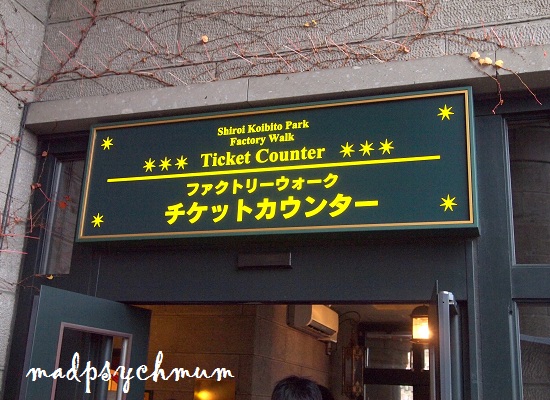 Shiroi Koibito Park
Factory Walk
Ticket Counter
ファクトリーウォーク
チケットカウンター
madpsychmum